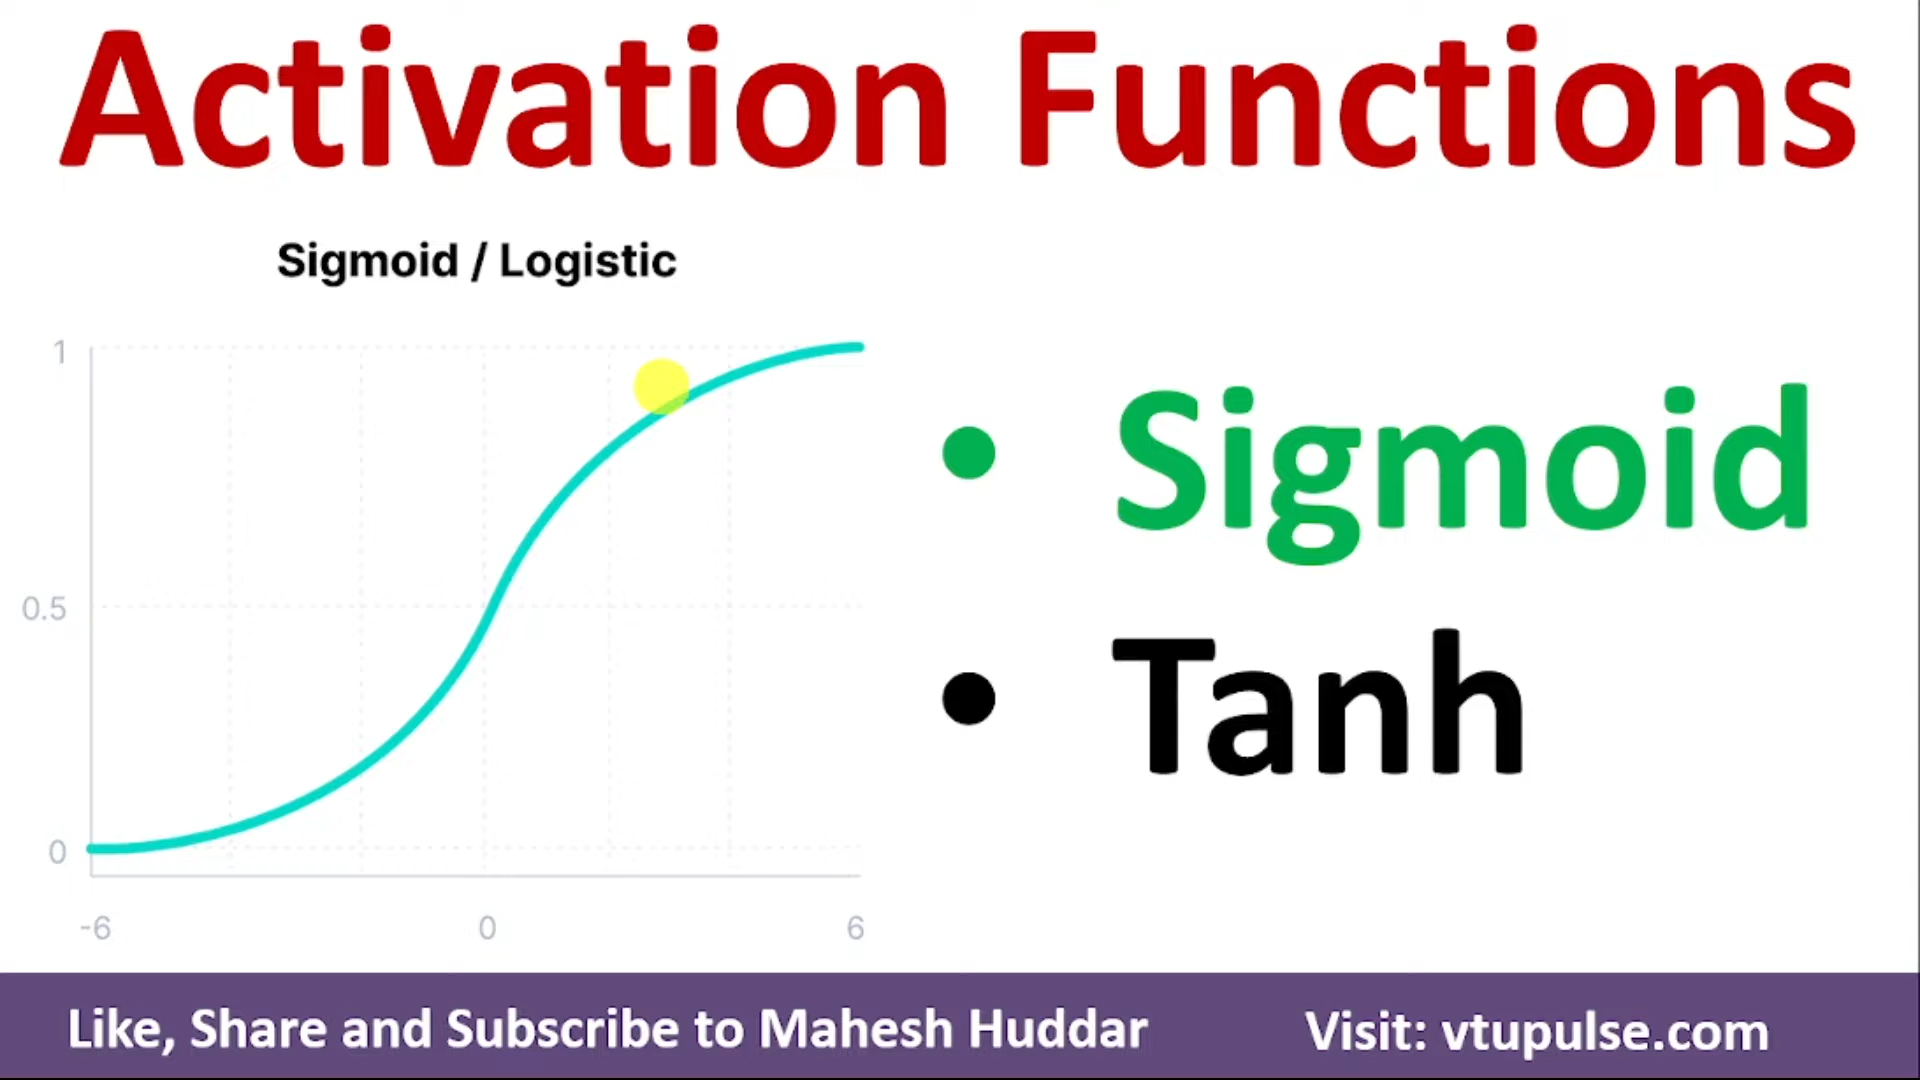 Activation Functions
Sigmoid / Logistic
1
0.5
0
-6 0 6
• Sigmoid
• Tanh
Like, Share and Subscribe to Mahesh Huddar Visit: vtupulse.com